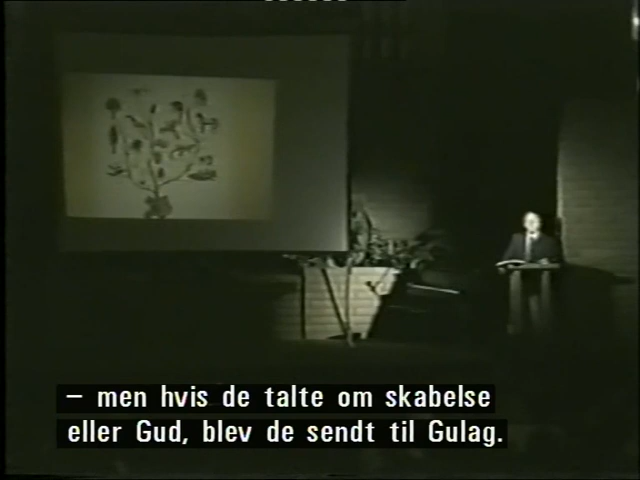 – men hvis de talte om skabelse
eller Gud, blev de sendt til Gulag.